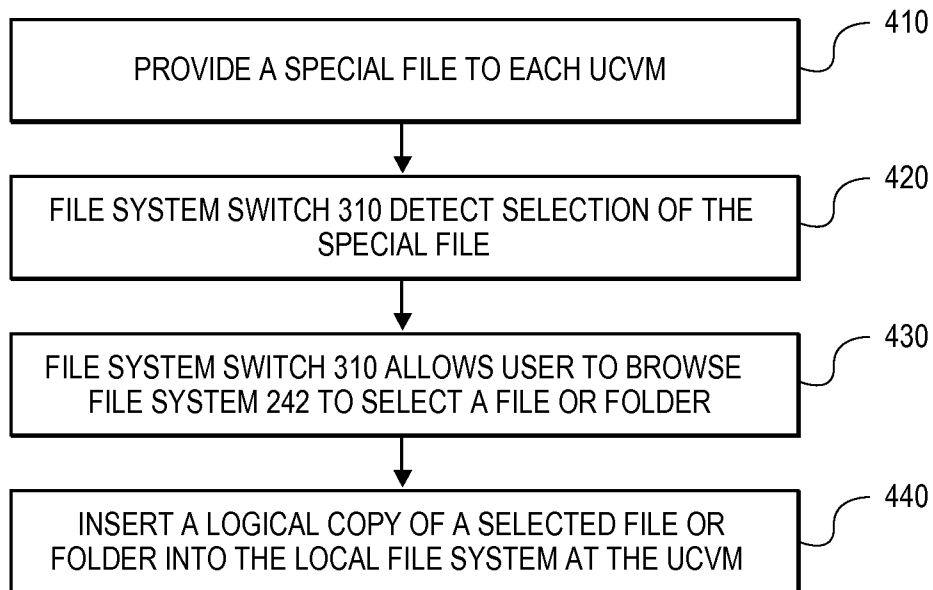 PROVIDE A SPECIAL FILE TO EACH UCVM
410
FILE SYSTEM SWITCH 310 DETECT SELECTION OF THE
SPECIAL FILE
420
FILE SYSTEM SWITCH 310 ALLOWS USER TO BROWSE
FILE SYSTEM 242 TO SELECT A FILE OR FOLDER
430
INSERT A LOGICAL COPY OF A SELECTED FILE OR
FOLDER INTO THE LOCAL FILE SYSTEM AT THE UCVM
440